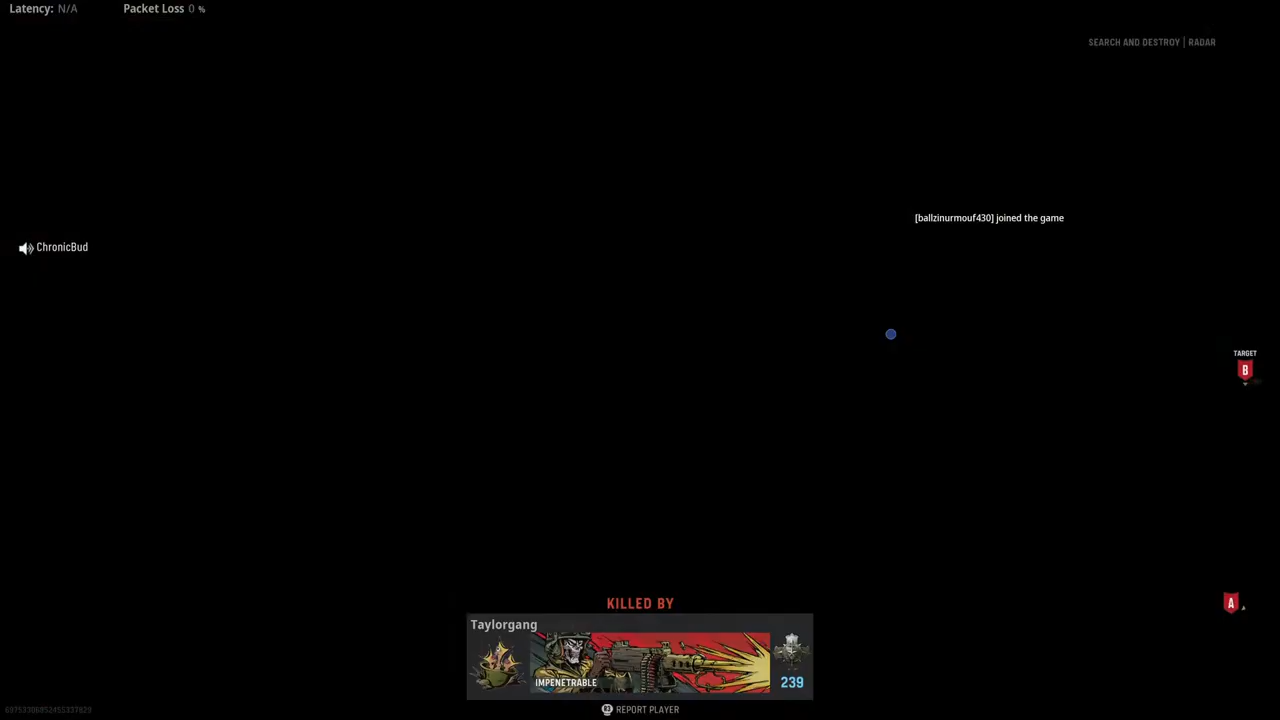 Latency: N/A Packet Loss 0 %
SEARCH AND DESTROY | RADAR
[ballzinurmouf430] joined the game
ChronicBud
TARGET
B
A
KILLED BY
Taylorgang
IMPENETRABLE
239
R3 REPORT PLAYER